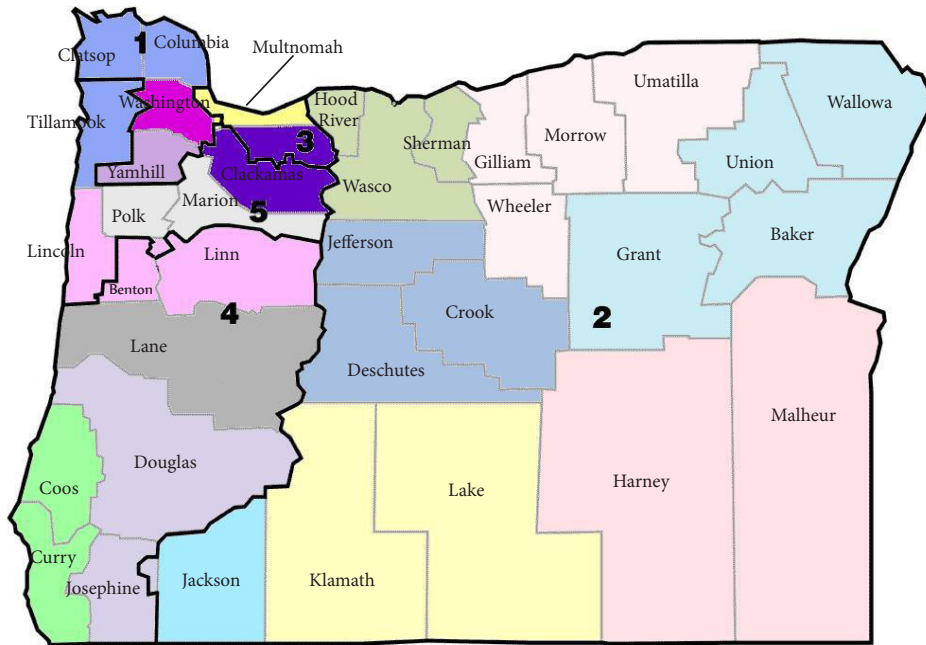 Clatsop
1
Columbia
Multnomah
Umatilla
Wallowa
Washington
Hood
River
Tillamook
Morrow
Sherman
3
Gilliam
Union
Yamhill
Clackamas
Wasco
Marion
Wheeler
5
Polk
Baker
Jefferson
Lincoln
Linn
Grant
Benton
4
Crook
2
Lane
Deschutes
Malheur
Douglas
Harney
Coos
Lake
Curry
Josephine
Jackson
Klamath